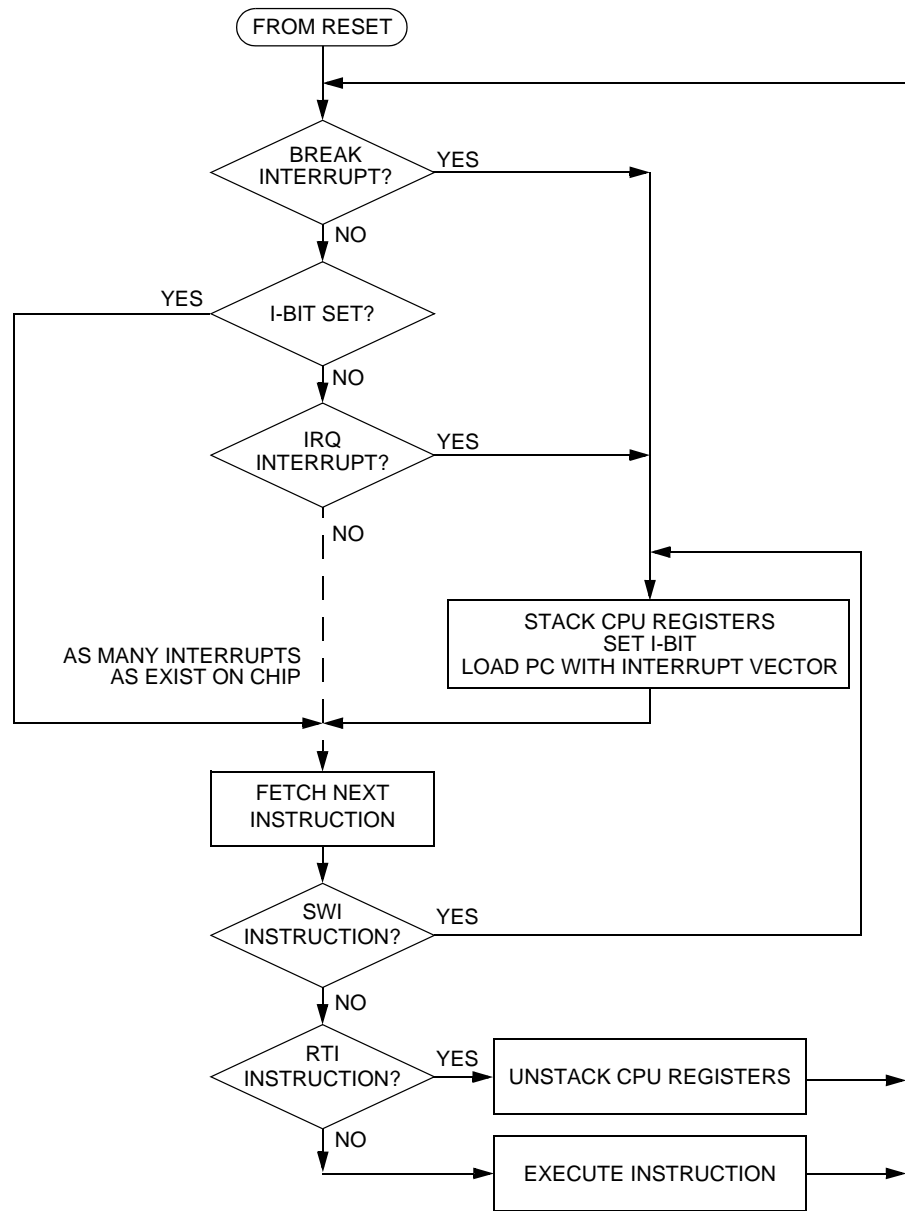 FROM RESET
BREAK
INTERRUPT?
YES
NO
YES
I-BIT SET?
NO
IRQ
INTERRUPT?
YES
NO
STACK CPU REGISTERS
SET I-BIT
LOAD PC WITH INTERRUPT VECTOR
AS MANY INTERRUPTS
AS EXIST ON CHIP
FETCH NEXT
INSTRUCTION
SWI
INSTRUCTION?
YES
NO
RTI
INSTRUCTION?
YES
UNSTACK CPU REGISTERS
NO
EXECUTE INSTRUCTION